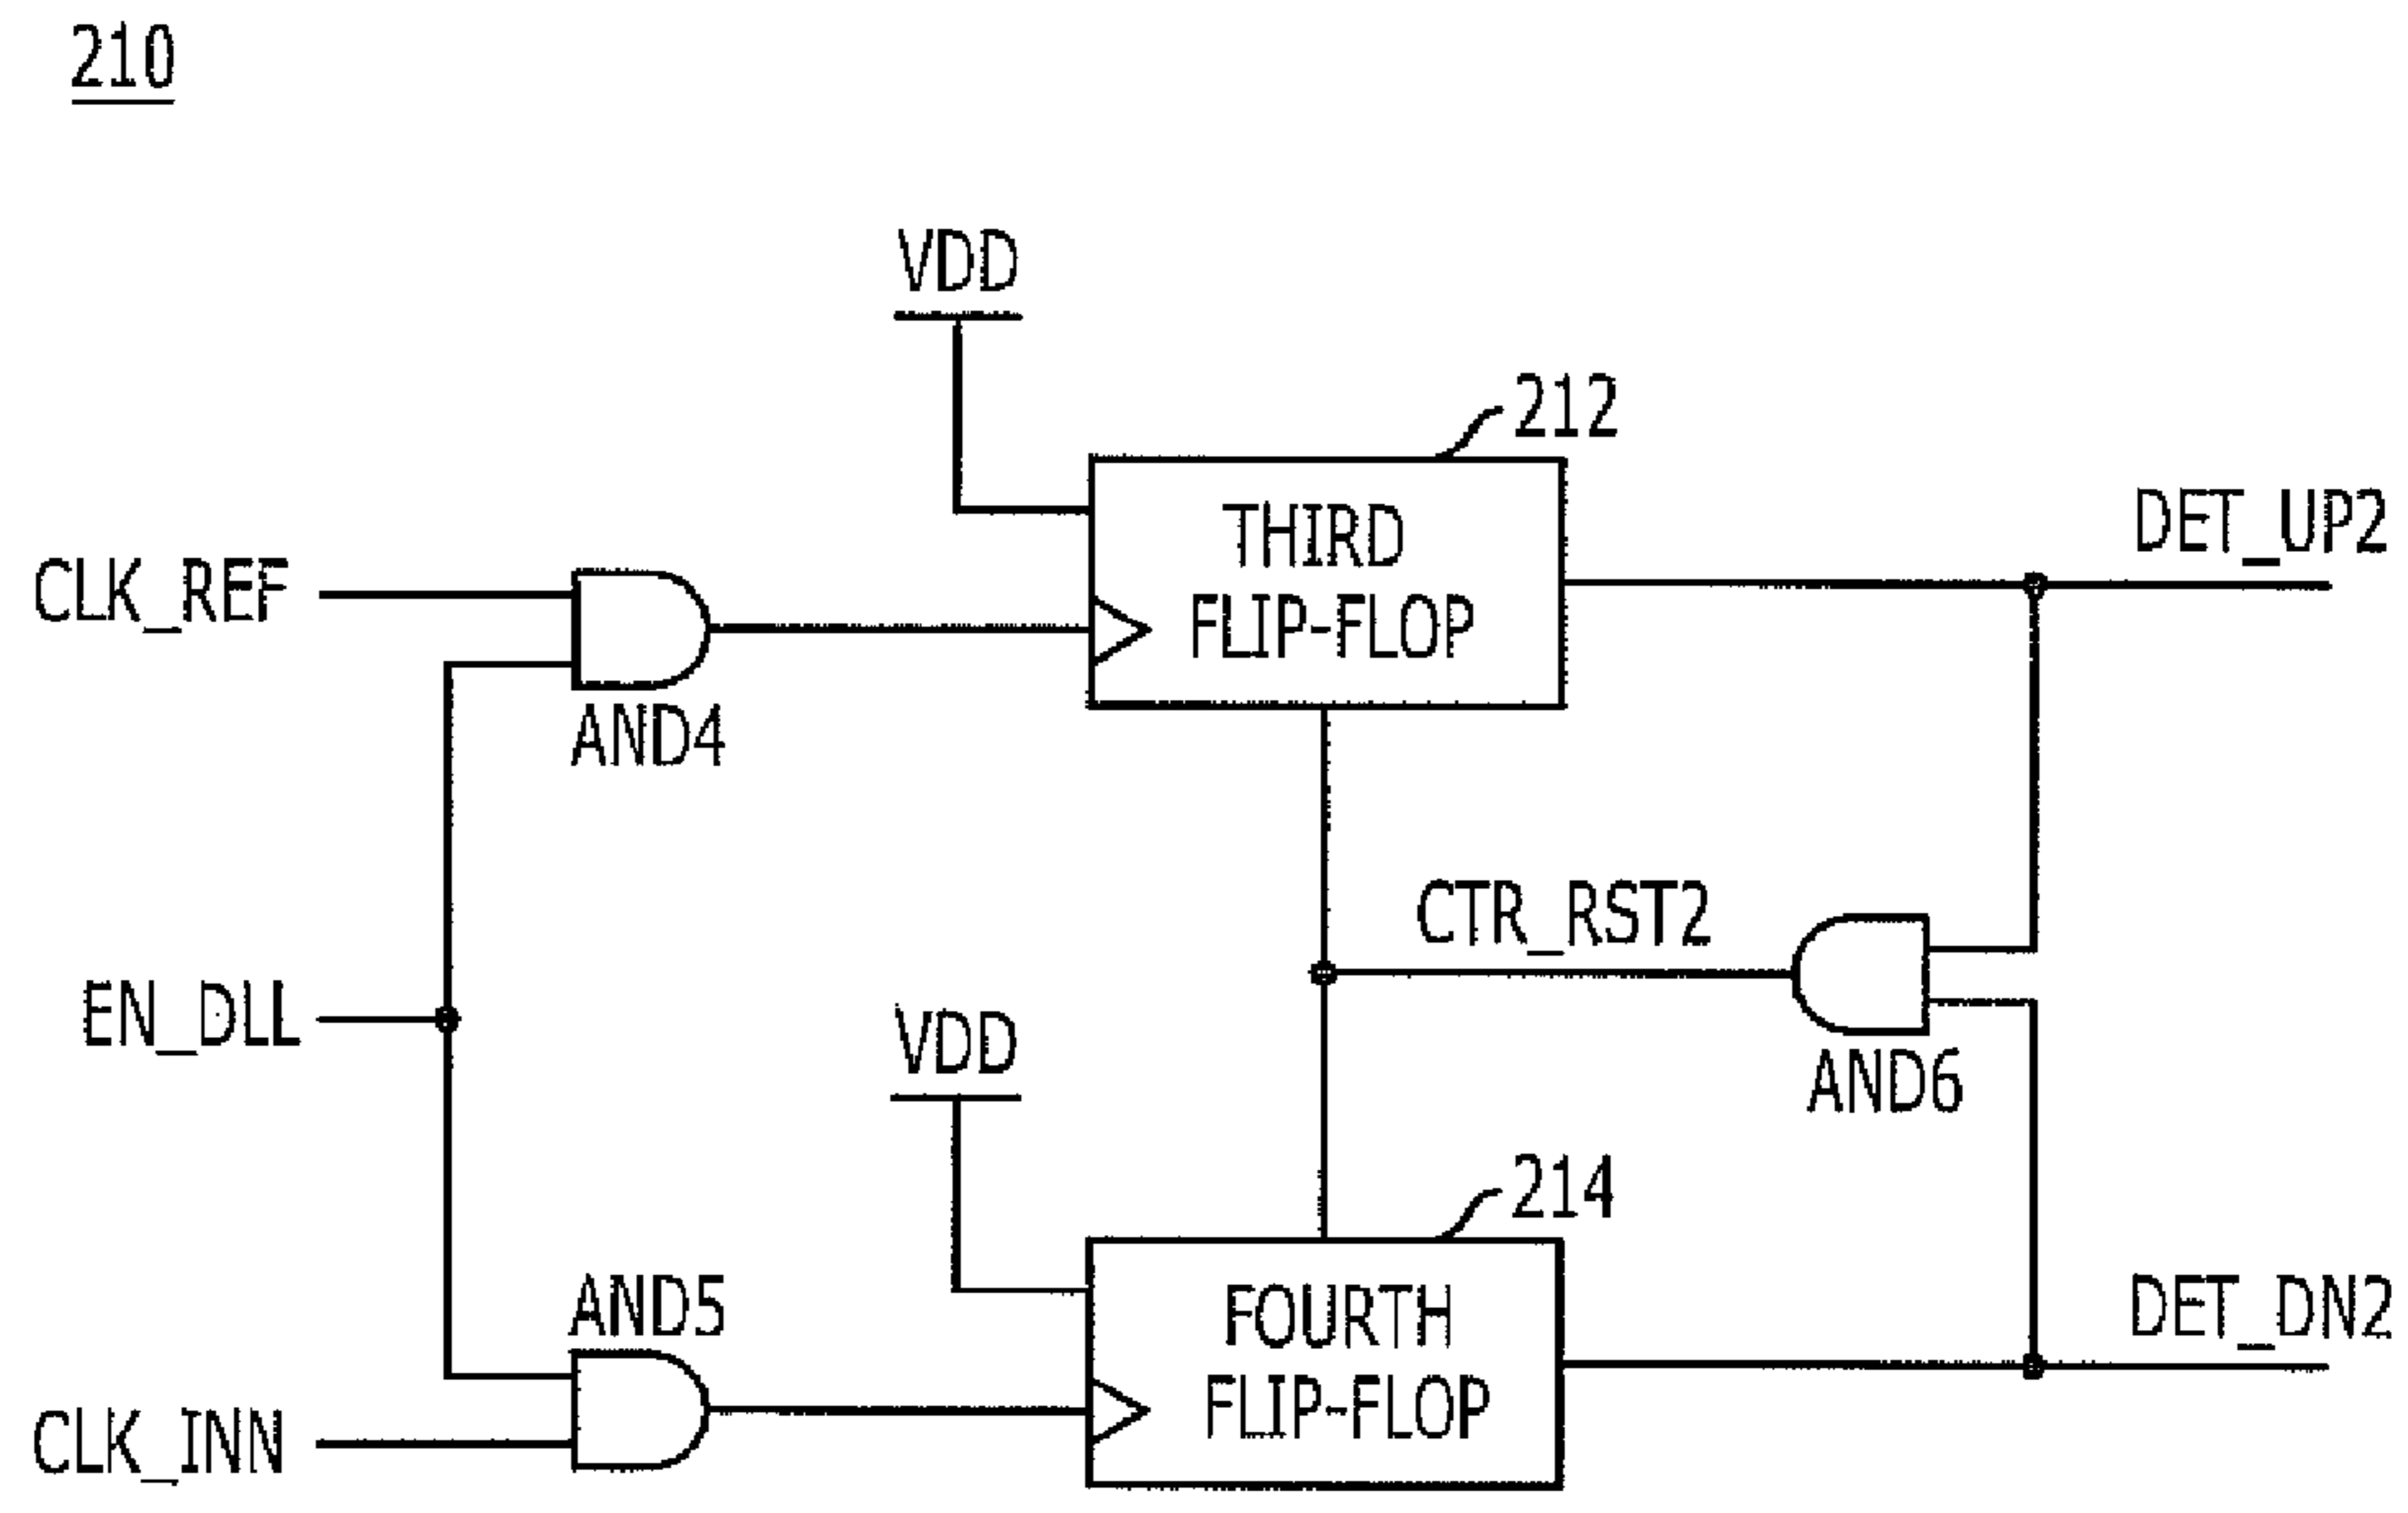 210
VDD
212
THIRD
FLIP-FLOP
DET_UP2
CLK_REF
AND4
CTR_RST2
EN_DLL
VDD
AND6
214
AND5
FOURTH
FLIP-FLOP
DET_DN2
CLK_INN